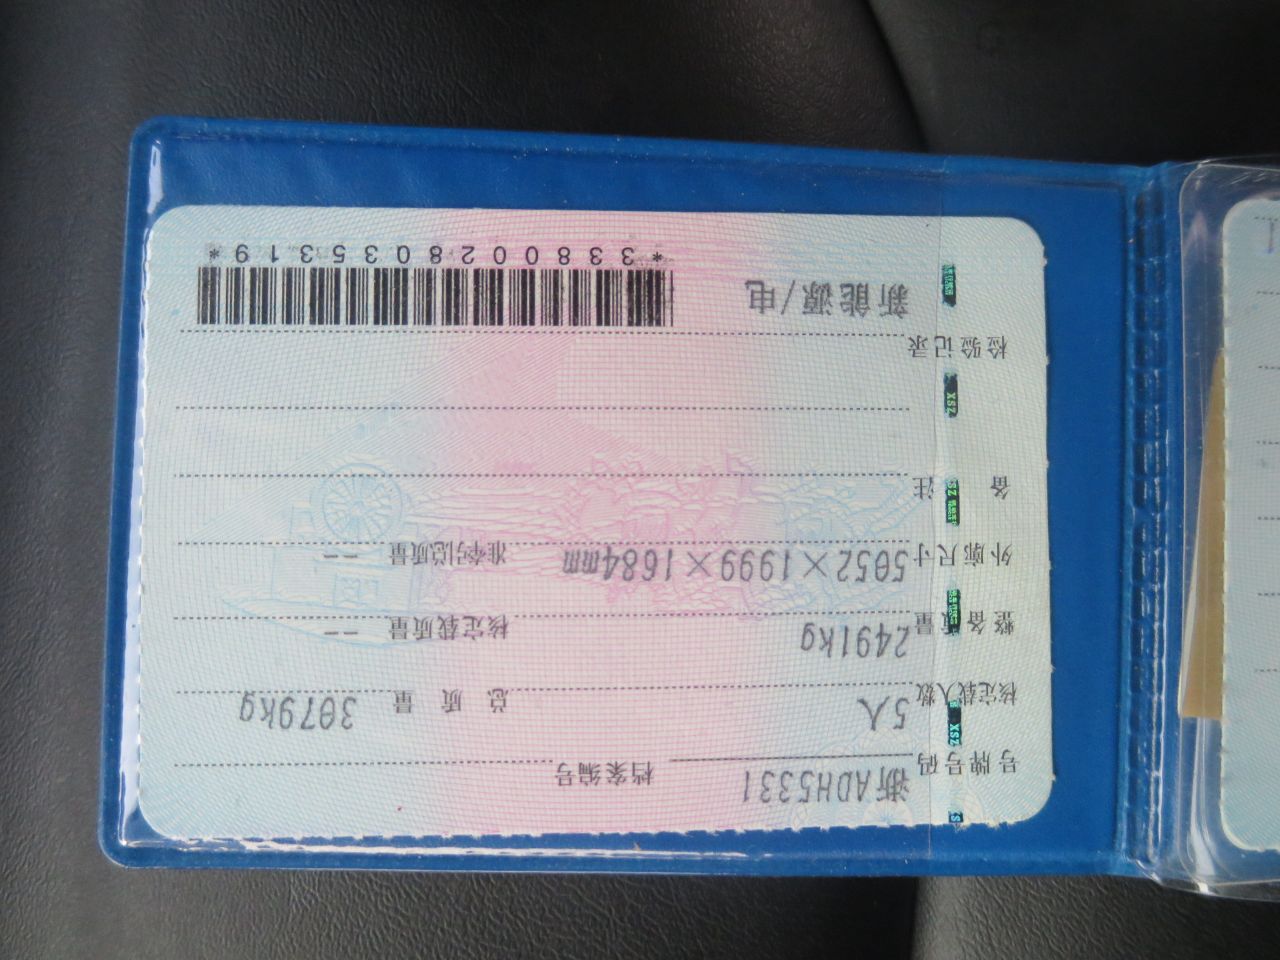 号牌号码 浙ADH5331 档案编号
核定载人数 5人 总质量 3079kg
整备质量 2491kg 核定载质量 --
外廓尺寸 5052×1999×1684mm 准牵总质量 --
备注
检验记录
新能源/电
*3380028035319*
XSZ
XSZ
XSZ